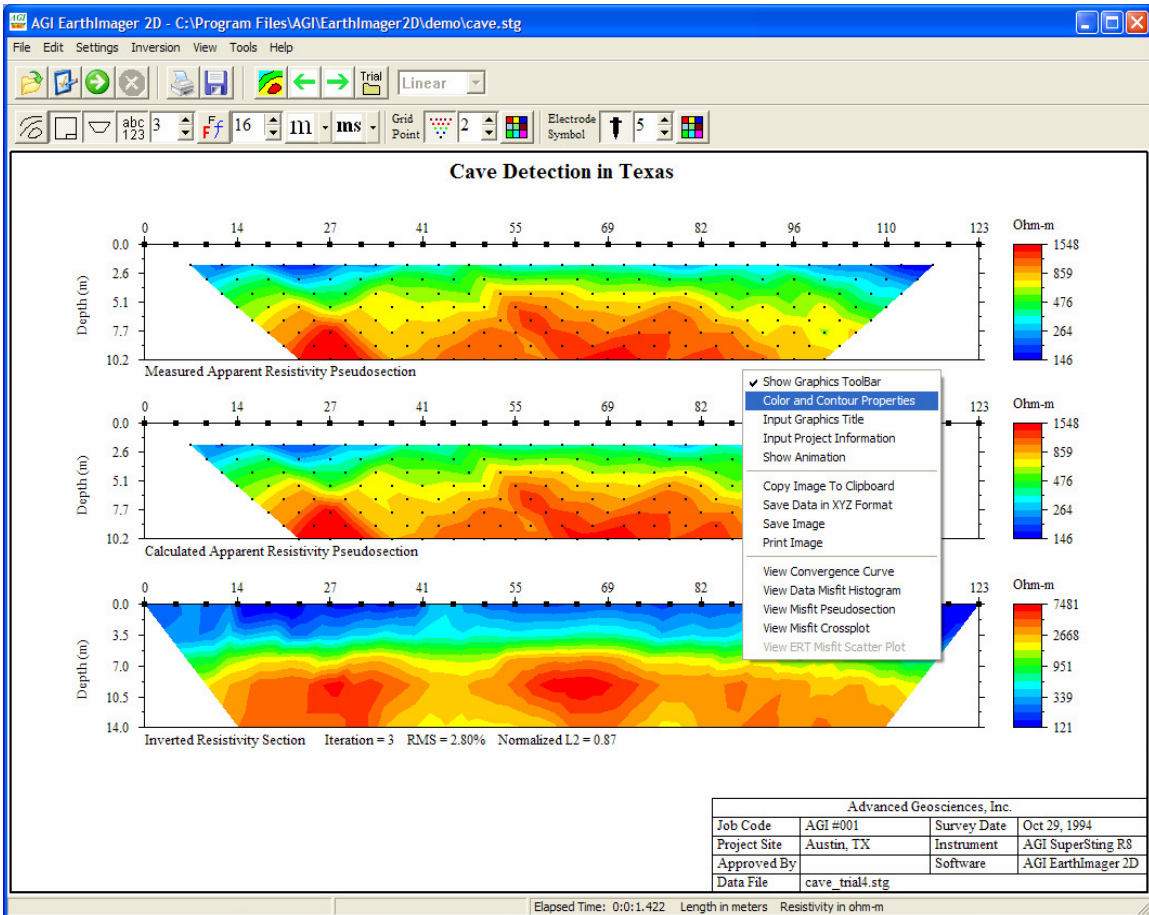 AGI EarthImager 2D - C:\Program Files\AGI\EarthImager2D\demo\cave.stg
File Edit Settings Inversion View Tools Help
Trial
Linear
abc 123 3 F Ff 16 m ms Grid Point 2 Electrode Symbol 5
Cave Detection in Texas
0 14 27 41 55 69 82 96 110 123 Ohm-m
0.0 1548
2.6 859
5.1 476
7.7 264
10.2 146
Depth (m)
Measured Apparent Resistivity Pseudosection
Show Graphics ToolBar
Color and Contour Properties
Input Graphics Title
Input Project Information
Show Animation
Copy Image To Clipboard
Save Data in XYZ Format
Save Image
Print Image
View Convergence Curve
View Data Misfit Histogram
View Misfit Pseudosection
View Misfit Crossplot
View ERT Misfit Scatter Plot
0 14 27 41 55 69 82 123 Ohm-m
0.0 1548
2.6 859
5.1 476
7.7 264
10.2 146
Depth (m)
Calculated Apparent Resistivity Pseudosection
0 14 27 41 55 69 82 123 Ohm-m
0.0 7481
3.5 2668
7.0 951
10.5 339
14.0 121
Depth (m)
Inverted Resistivity Section Iteration = 3 RMS = 2.80% Normalized L2 = 0.87
Advanced Geosciences, Inc.
Job Code AGI #001 Survey Date Oct 29, 1994
Project Site Austin, TX Instrument AGI SuperSting R8
Approved By Software AGI EarthImager 2D
Data File cave_trial4.stg
Elapsed Time: 0:0:1.422 Length in meters Resistivity in ohm-m